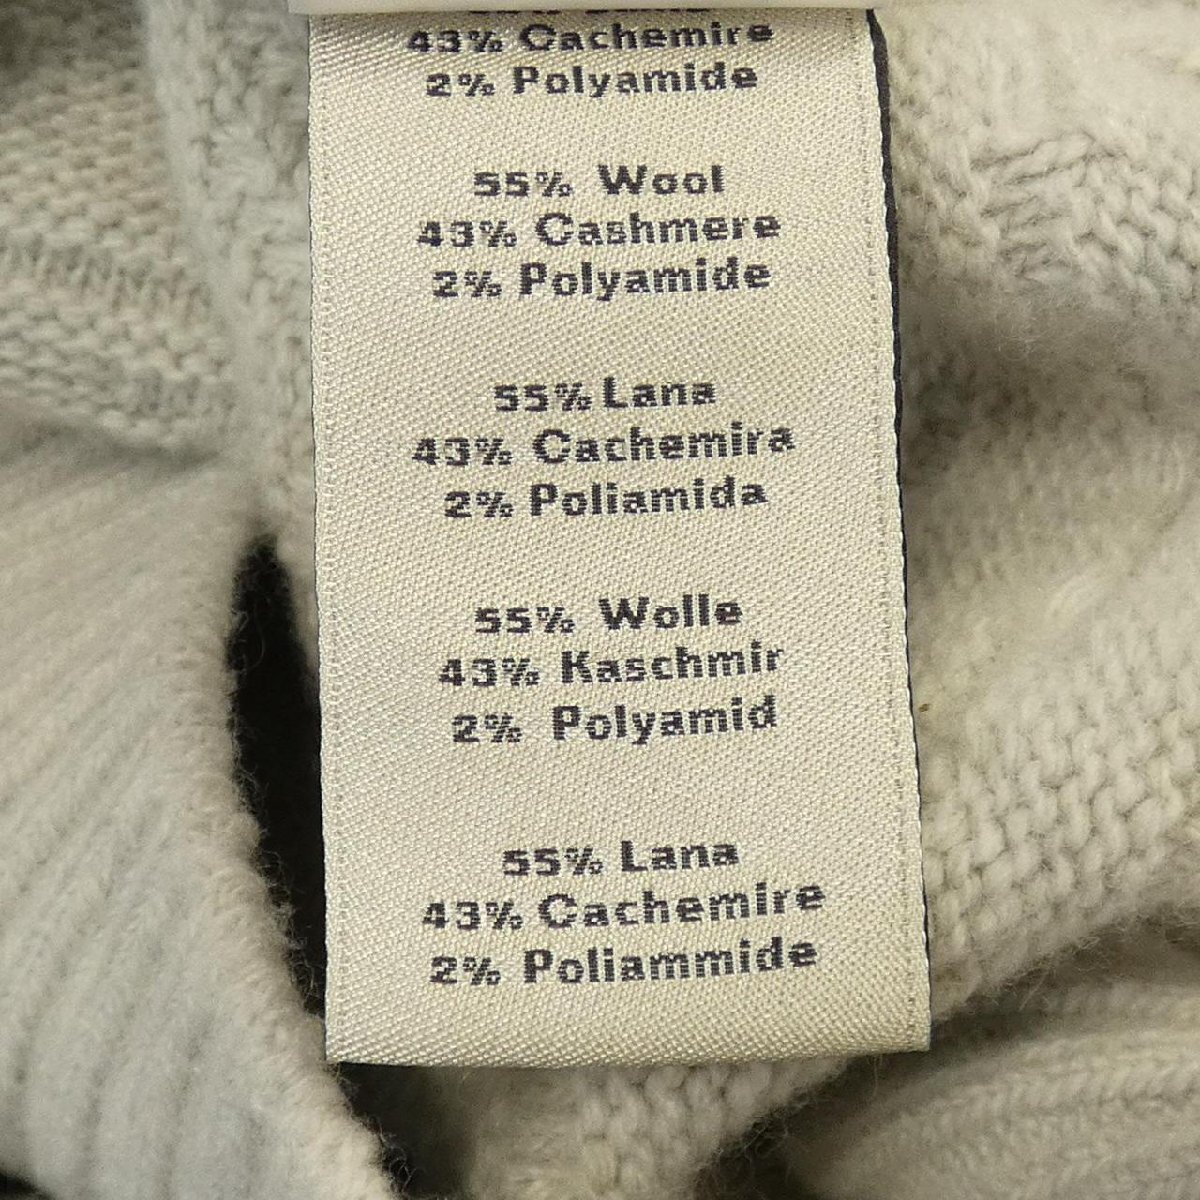 43% Cachemire
2% Polyamide
55% Wool
43% Cashmere
2% Polyamide
55% Lana
43% Cachemira
2% Poliamida
55% Wolle
43% Kaschmir
2% Polyamid
55% Lana
43% Cachemire
2% Poliammide